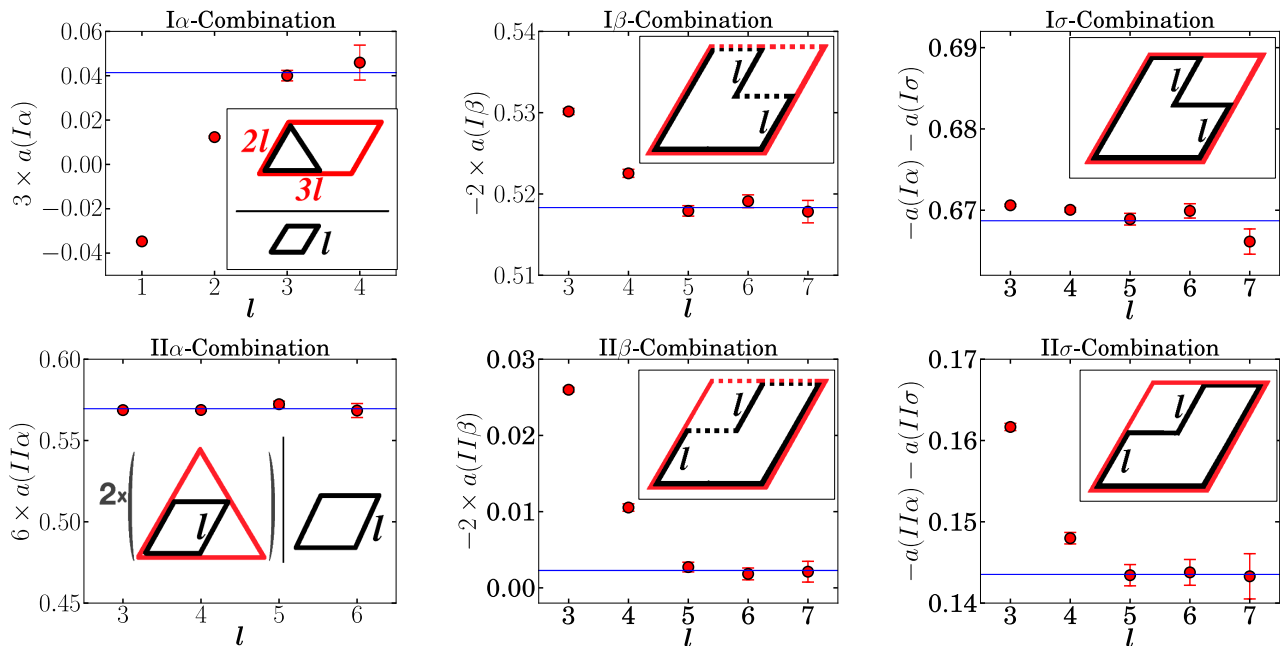 Iα-Combination
3 × a(Iα)
0.06
0.04
0.02
0.00
−0.02
−0.04
2l
3l
l
1 2 3 4
l
Iβ-Combination
−2 × a(Iβ)
0.54
0.53
0.52
0.51
l
l
3 4 5 6 7
l
Iσ-Combination
−a(Iα) − a(Iσ)
0.69
0.68
0.67
l
l
3 4 5 6 7
l
IIα-Combination
6 × a(IIα)
0.60
0.55
0.50
0.45
2×
l
l
3 4 5 6
l
IIβ-Combination
−2 × a(IIβ)
0.03
0.02
0.01
0.00
l
l
3 4 5 6 7
l
IIσ-Combination
−a(IIα) − a(IIσ)
0.17
0.16
0.15
0.14
l
l
3 4 5 6 7
l